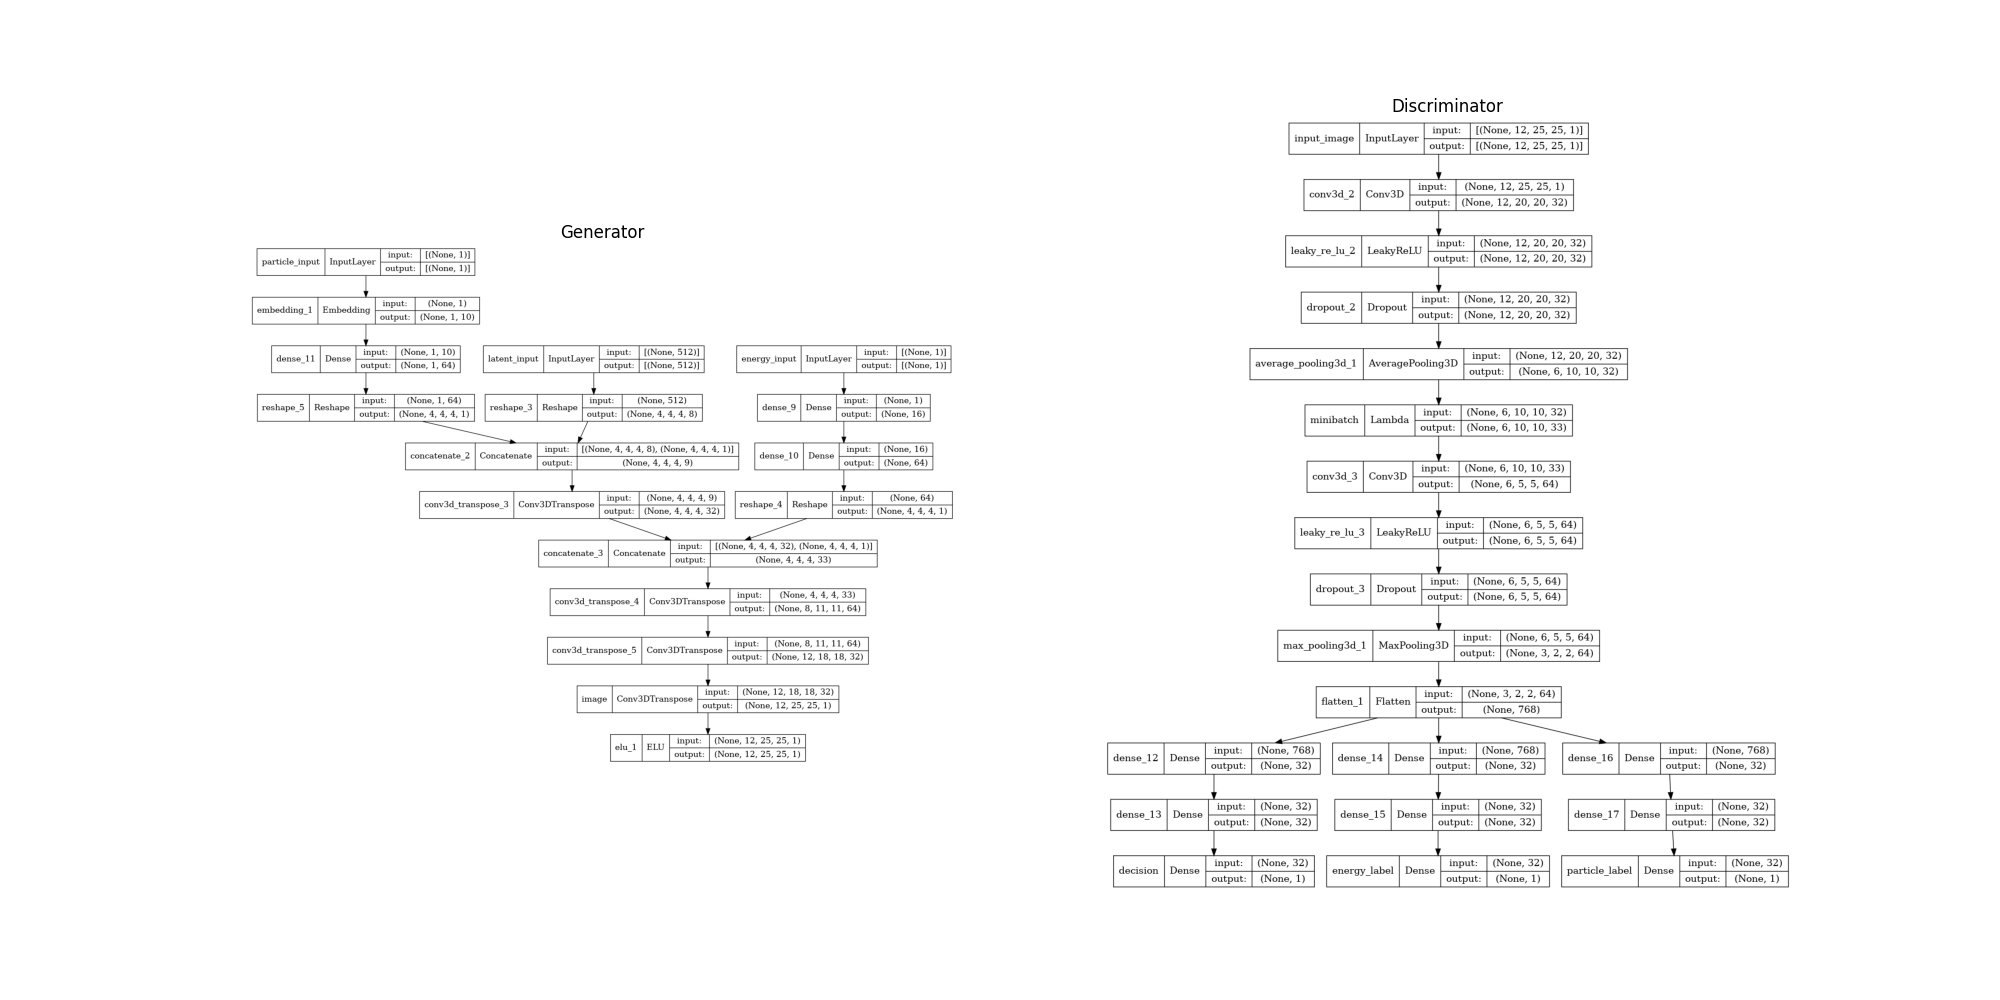 Generator
particle_input InputLayer input: [(None, 1)]
output: [(None, 1)]
embedding_1 Embedding input: (None, 1)
output: (None, 1, 10)
dense_11 Dense input: (None, 1, 10)
output: (None, 1, 64)
latent_input InputLayer input: [(None, 512)]
output: [(None, 512)]
energy_input InputLayer input: [(None, 1)]
output: [(None, 1)]
reshape_5 Reshape input: (None, 1, 64)
output: (None, 4, 4, 4, 1)
reshape_3 Reshape input: (None, 512)
output: (None, 4, 4, 4, 8)
dense_9 Dense input: (None, 1)
output: (None, 16)
concatenate_2 Concatenate input: [(None, 4, 4, 4, 8), (None, 4, 4, 4, 1)]
output: (None, 4, 4, 4, 9)
dense_10 Dense input: (None, 16)
output: (None, 64)
conv3d_transpose_3 Conv3DTranspose input: (None, 4, 4, 4, 9)
output: (None, 4, 4, 4, 32)
reshape_4 Reshape input: (None, 64)
output: (None, 4, 4, 4, 1)
concatenate_3 Concatenate input: [(None, 4, 4, 4, 32), (None, 4, 4, 4, 1)]
output: (None, 4, 4, 4, 33)
conv3d_transpose_4 Conv3DTranspose input: (None, 4, 4, 4, 33)
output: (None, 8, 11, 11, 64)
conv3d_transpose_5 Conv3DTranspose input: (None, 8, 11, 11, 64)
output: (None, 12, 18, 18, 32)
image Conv3DTranspose input: (None, 12, 18, 18, 32)
output: (None, 12, 25, 25, 1)
elu_1 ELU input: (None, 12, 25, 25, 1)
output: (None, 12, 25, 25, 1)
Discriminator
input_image InputLayer input: [(None, 12, 25, 25, 1)]
output: [(None, 12, 25, 25, 1)]
conv3d_2 Conv3D input: (None, 12, 25, 25, 1)
output: (None, 12, 20, 20, 32)
leaky_re_lu_2 LeakyReLU input: (None, 12, 20, 20, 32)
output: (None, 12, 20, 20, 32)
dropout_2 Dropout input: (None, 12, 20, 20, 32)
output: (None, 12, 20, 20, 32)
average_pooling3d_1 AveragePooling3D input: (None, 12, 20, 20, 32)
output: (None, 6, 10, 10, 32)
minibatch Lambda input: (None, 6, 10, 10, 32)
output: (None, 6, 10, 10, 33)
conv3d_3 Conv3D input: (None, 6, 10, 10, 33)
output: (None, 6, 5, 5, 64)
leaky_re_lu_3 LeakyReLU input: (None, 6, 5, 5, 64)
output: (None, 6, 5, 5, 64)
dropout_3 Dropout input: (None, 6, 5, 5, 64)
output: (None, 6, 5, 5, 64)
max_pooling3d_1 MaxPooling3D input: (None, 6, 5, 5, 64)
output: (None, 3, 2, 2, 64)
flatten_1 Flatten input: (None, 3, 2, 2, 64)
output: (None, 768)
dense_12 Dense input: (None, 768)
output: (None, 32)
dense_14 Dense input: (None, 768)
output: (None, 32)
dense_16 Dense input: (None, 768)
output: (None, 32)
dense_13 Dense input: (None, 32)
output: (None, 32)
dense_15 Dense input: (None, 32)
output: (None, 32)
dense_17 Dense input: (None, 32)
output: (None, 32)
decision Dense input: (None, 32)
output: (None, 1)
energy_label Dense input: (None, 32)
output: (None, 1)
particle_label Dense input: (None, 32)
output: (None, 1)